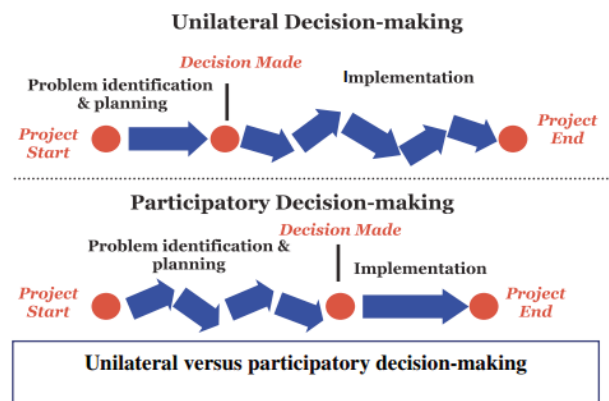 Unilateral Decision-making
Decision Made
Problem identification
& planning
Implementation
Project
Start
Project
End
Participatory Decision-making
Decision Made
Problem identification &
planning
Implementation
Project
Start
Project
End
Unilateral versus participatory decision-making